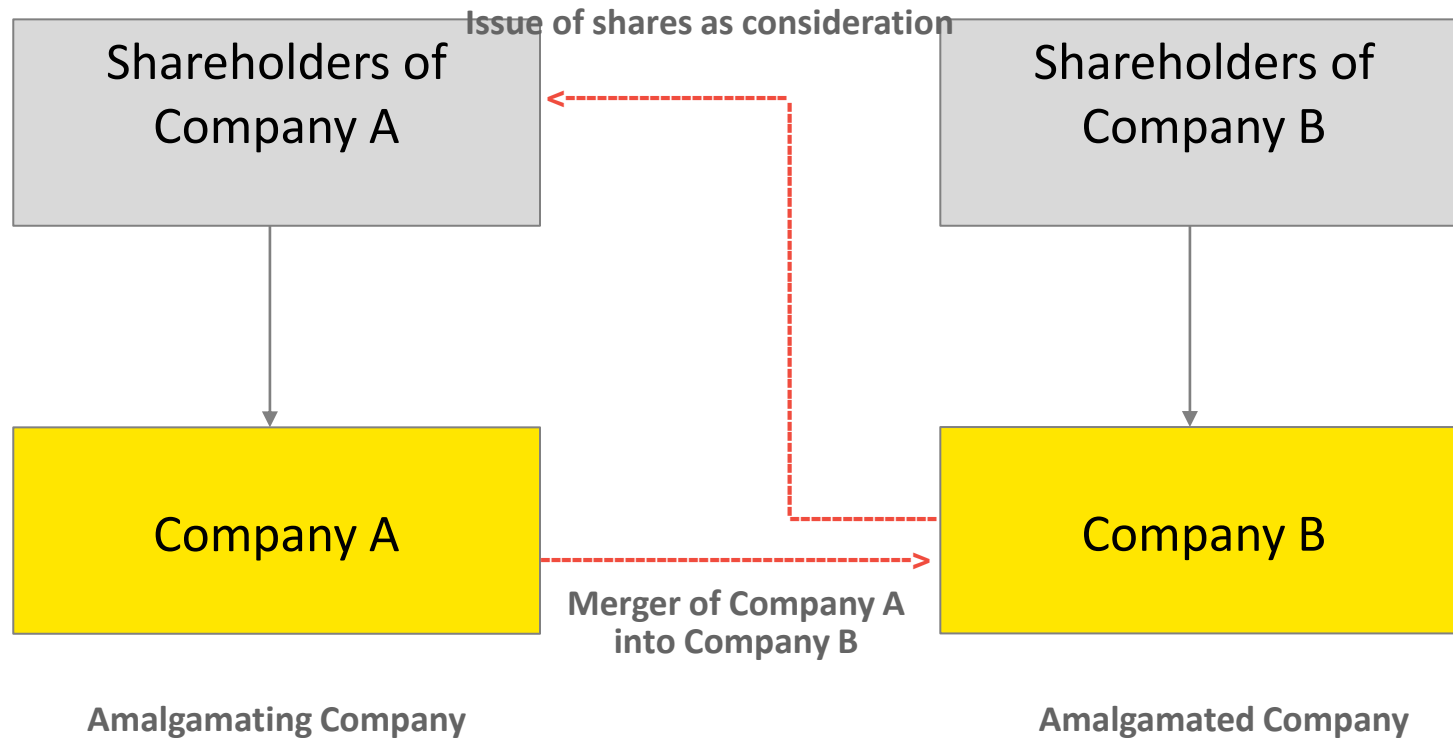 Issue of shares as consideration
Shareholders of
Company A
Shareholders of
Company B
Company A
Company B
Merger of Company A
into Company B
Amalgamating Company
Amalgamated Company